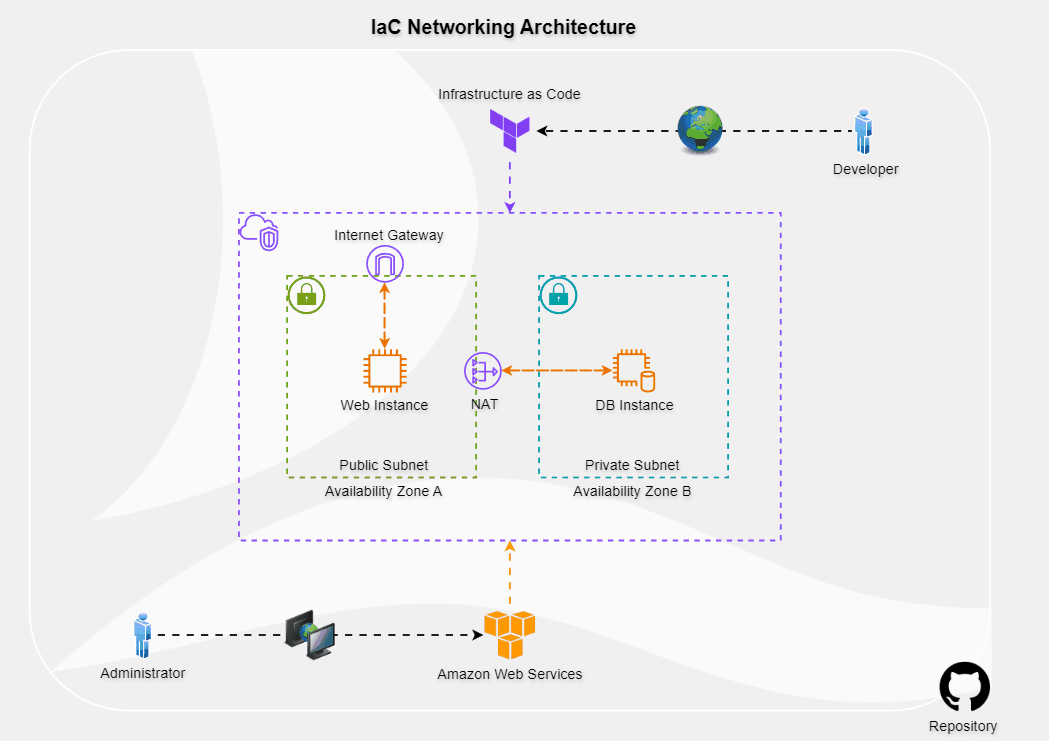 IaC Networking Architecture
Infrastructure as Code
Developer
Internet Gateway
Web Instance
NAT
DB Instance
Public Subnet
Private Subnet
Availability Zone A
Availability Zone B
Administrator
Amazon Web Services
Repository